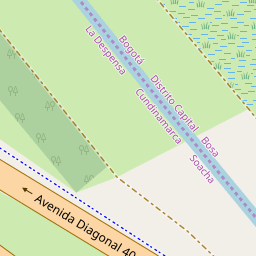 Bogotá
La Despensa
Distrito Capital
Cundinamarca
Bosa
Soacha
Avenida Diagonal 40